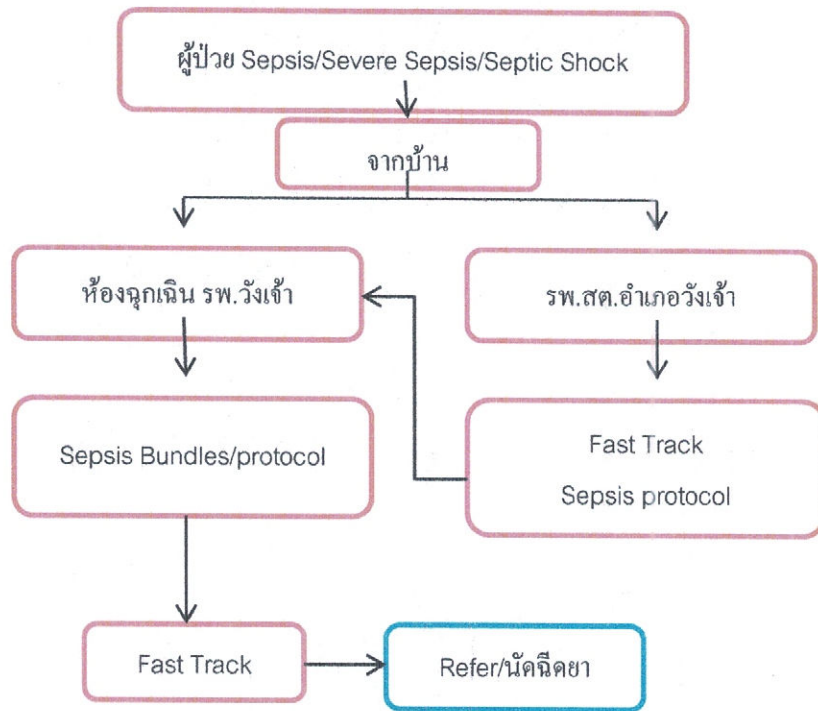 ผู้ป่วย Sepsis/Severe Sepsis/Septic Shock
จากบ้าน
ห้องฉุกเฉิน รพ.วังเจ้า
รพ.สต.อำเภอวังเจ้า
Sepsis Bundles/protocol
Fast Track
Sepsis protocol
Fast Track
Refer/นัดฉีดยา